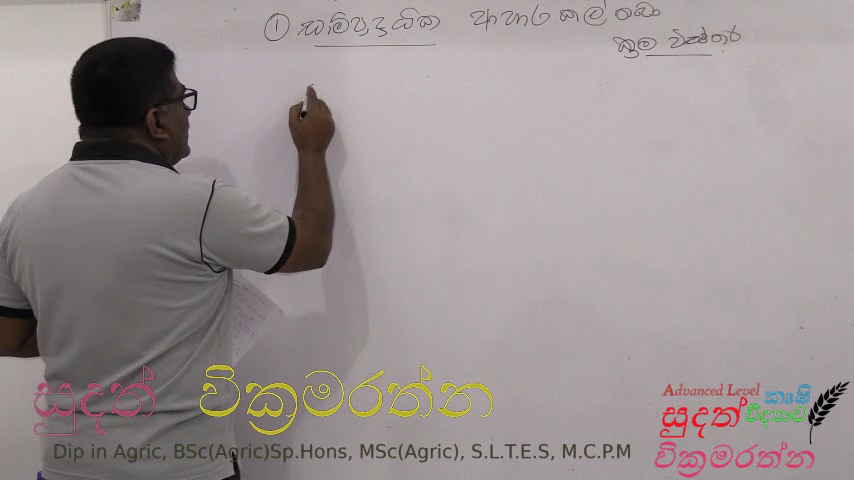 ① සාම්ප්‍රදායික ආහාර කල් තබා
ක්‍රම විස්තර
සුදත් වික්‍රමරත්න
Dip in Agric, BSc(Agric)Sp.Hons, MSc(Agric), S.L.T.E.S, M.C.P.M
Advanced Level
කෘෂි
සුදත් විද්‍යාව
වික්‍රමරත්න